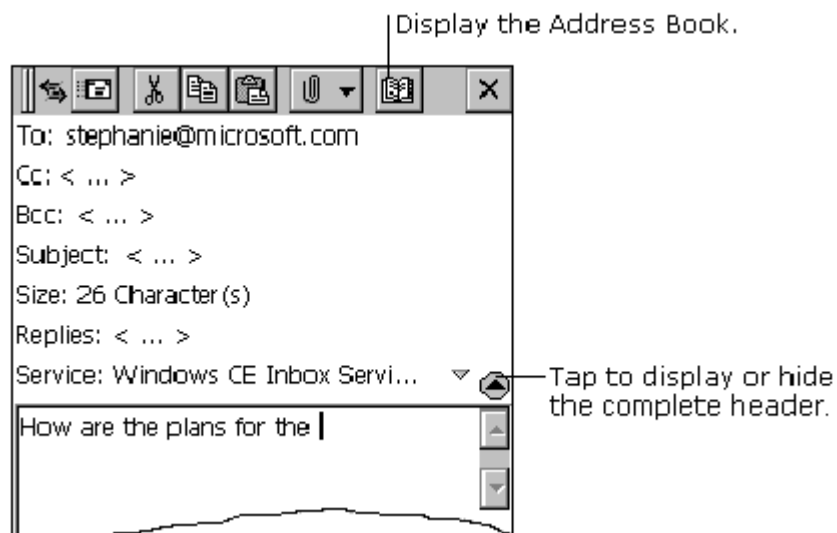 Display the Address Book.
To: stephanie@microsoft.com
Cc: < ... >
Bcc: < ... >
Subject: < ... >
Size: 26 Character(s)
Replies: < ... >
Service: Windows CE Inbox Servi...
Tap to display or hide
the complete header.
How are the plans for the